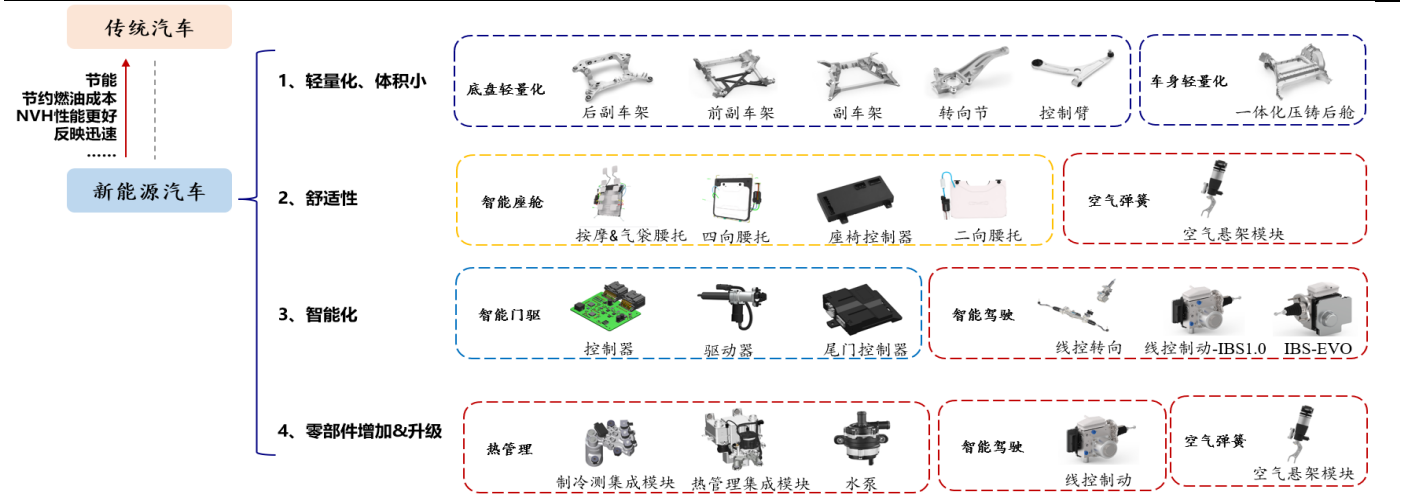 传统汽车
节能
节约燃油成本
NVH性能更好
反映迅速
……
新能源汽车
1、轻量化、体积小
底盘轻量化
后副车架
前副车架
副车架
转向节
控制臂
车身轻量化
一体化压铸后舱
2、舒适性
智能座舱
按摩&气袋腰托
四向腰托
座椅控制器
二向腰托
空气弹簧
空气悬架模块
3、智能化
智能门驱
控制器
驱动器
尾门控制器
智能驾驶
线控转向
线控制动-IBS1.0
IBS-EVO
4、零部件增加&升级
热管理
制冷测集成模块
热管理集成模块
水泵
智能驾驶
线控制动
空气弹簧
空气悬架模块